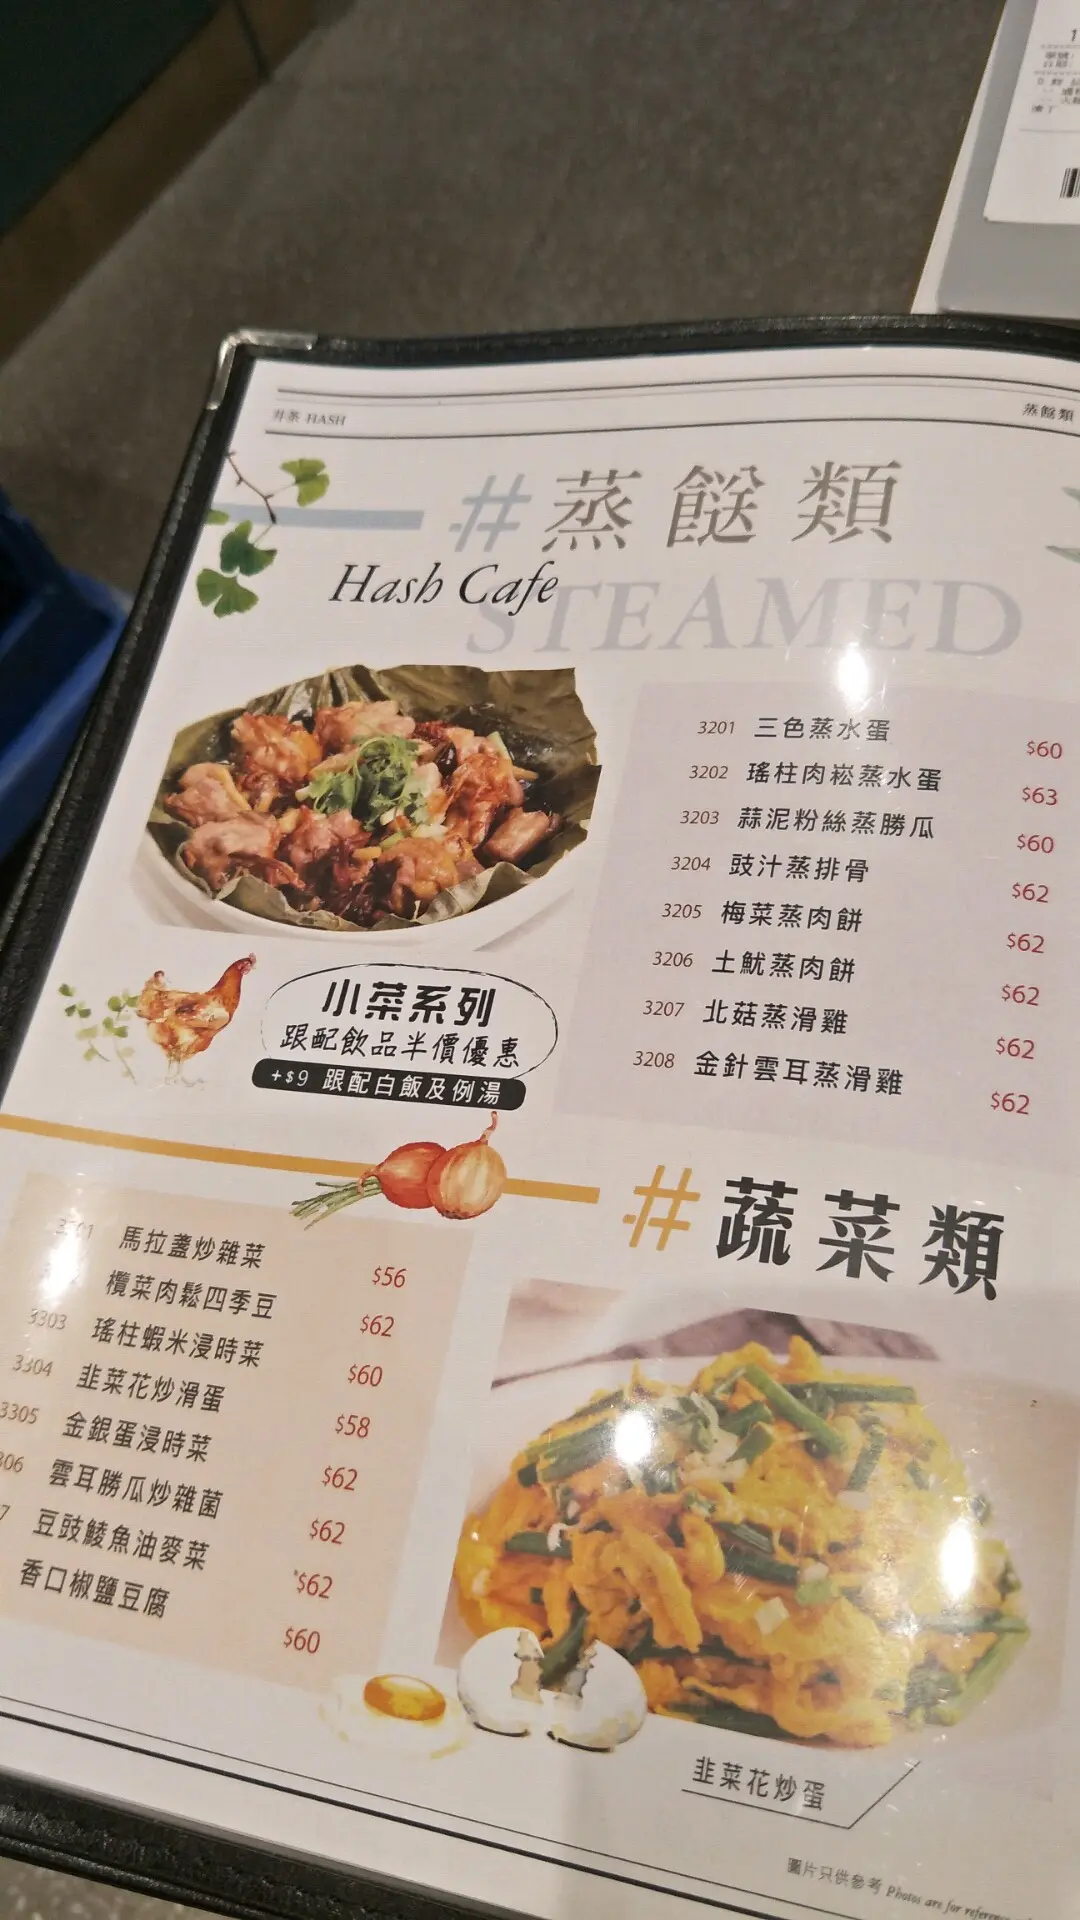 井茶 HASH
蒸餸類
#蒸餸類
Hash Cafe
STEAMED
3201 三色蒸水蛋 $60
3202 瑤柱肉崧蒸水蛋 $63
3203 蒜泥粉絲蒸勝瓜 $60
3204 豉汁蒸排骨 $62
3205 梅菜蒸肉餅 $62
3206 土魷蒸肉餅 $62
3207 北菇蒸滑雞 $62
3208 金針雲耳蒸滑雞 $62
小菜系列
跟配飲品半價優惠
+$9 跟配白飯及例湯
#蔬菜類
馬拉盞炒雜菜 $56
欖菜肉鬆四季豆 $62
3303 瑤柱蝦米浸時菜 $60
3304 韭菜花炒滑蛋 $58
3305 金銀蛋浸時菜 $62
306 雲耳勝瓜炒雜菌 $62
7 豆豉鯪魚油麥菜 $62
香口椒鹽豆腐 $60
韭菜花炒蛋
圖片只供參考 Photos are for reference